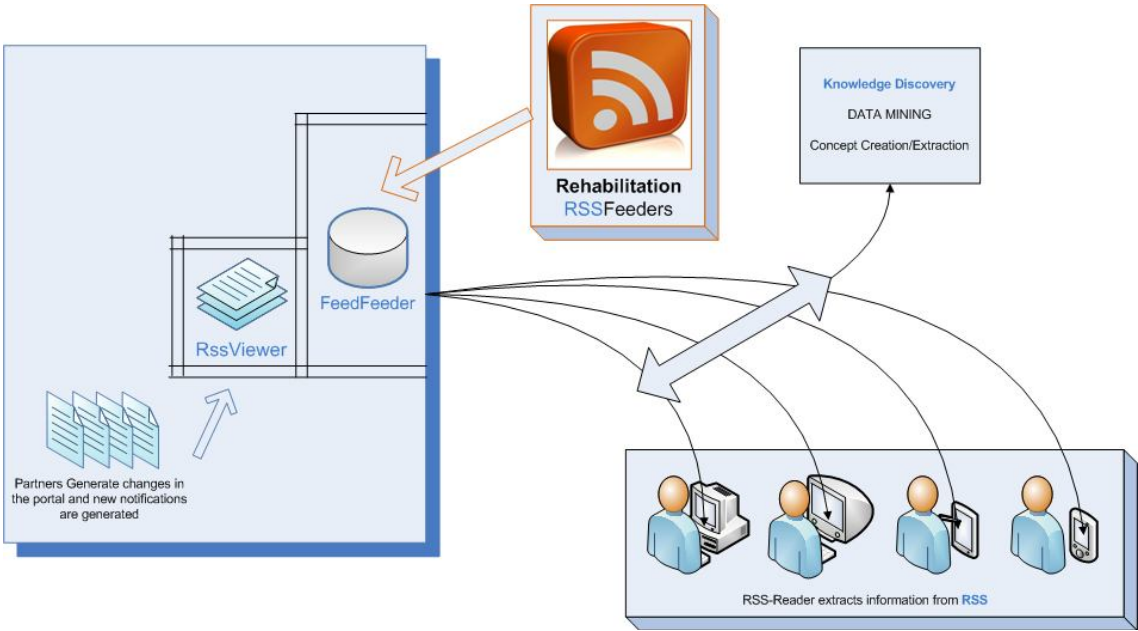 Rehabilitation
RSSFeeders
Knowledge Discovery
DATA MINING
Concept Creation/Extraction
FeedFeeder
RssViewer
Partners Generate changes in
the portal and new notifications
are generated
RSS-Reader extracts information from RSS